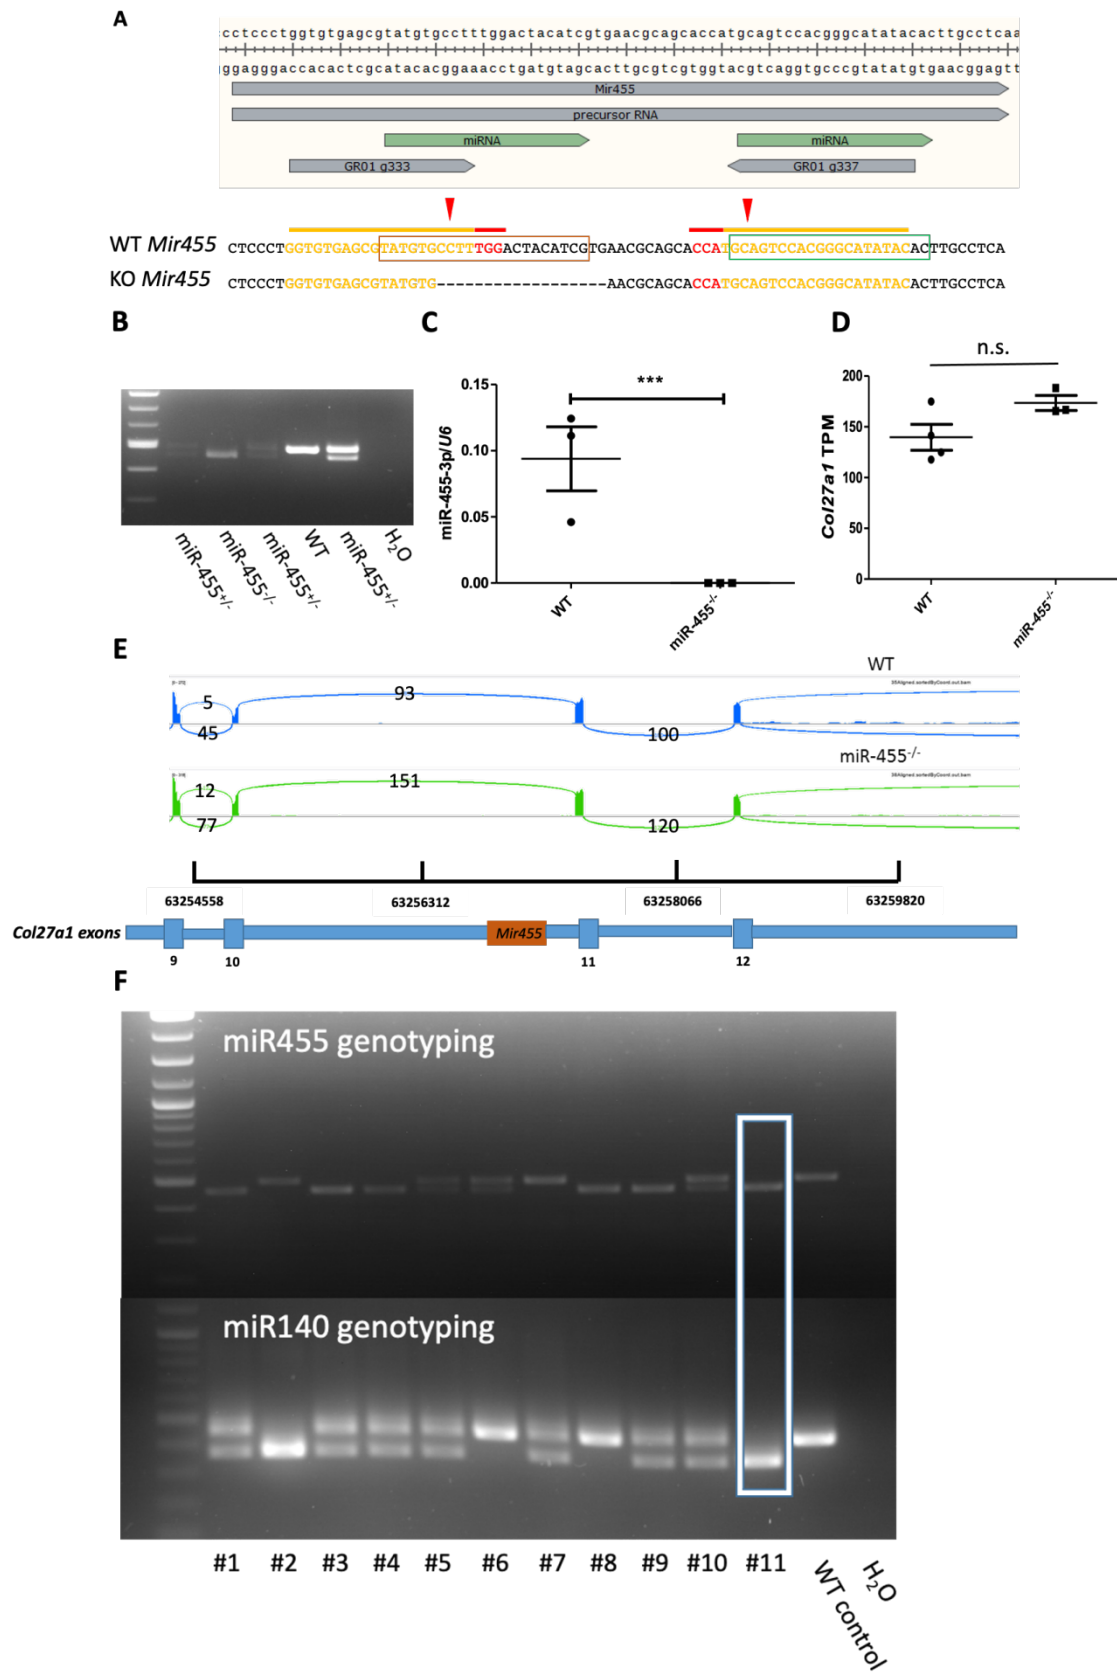 A
ccctccctggtgtgagcgtatgtgcctttggactacatcgtgaacgcagcaccatgcagtccacgggcatatacacttgcctcaa
gggagggaccacactcgcatacacggaaacctgatgtagcacttgcgtcgtggtacgtcaggtgcccgtatatgtgaacggagtt
Mir455
precursor RNA
miRNA miRNA
GR01 g333 GR01 g337
WT Mir455 CTCCCTGGTGTGAGCGTATGTGCCTTTGGACTACATCGTGAACGCAGCACCATGCAGTCCACGGGCATATACACTTGCCTCA
KO Mir455 CTCCCTGGTGTGAGCGTATGTG-----------------AACGCAGCACCATGCAGTCCACGGGCATATACACTTGCCTCA
B
miR-455+/-
miR-455-/-
miR-455+/-
WT
miR-455+/-
H2O
C
***
0.15
0.10
0.05
0.00
miR-455-3p/U6
WT
miR-455-/-
D
n.s.
200
150
100
50
0
Col27a1 TPM
WT
miR-455-/-
E
WT
5 93
45 100
miR-455-/-
12 151
77 120
63254558 63256312 63258066 63259820
Col27a1 exons Mir455
9 10 11 12
F
miR455 genotyping
miR140 genotyping
#1 #2 #3 #4 #5 #6 #7 #8 #9 #10 #11 WT control H2O